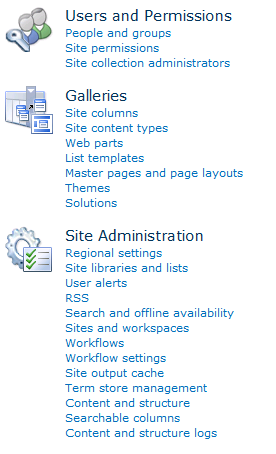 Users and Permissions
People and groups
Site permissions
Site collection administrators
Galleries
Site columns
Site content types
Web parts
List templates
Master pages and page layouts
Themes
Solutions
Site Administration
Regional settings
Site libraries and lists
User alerts
RSS
Search and offline availability
Sites and workspaces
Workflows
Workflow settings
Site output cache
Term store management
Content and structure
Searchable columns
Content and structure logs